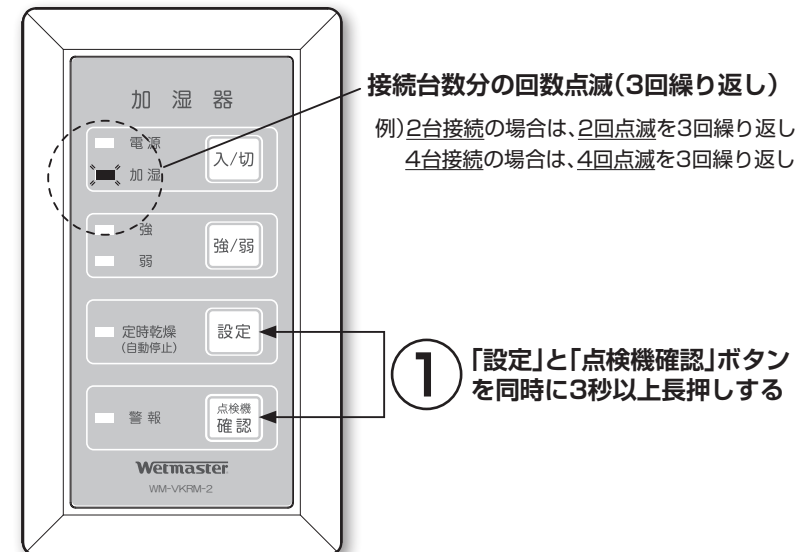 加湿器
電源
入/切
加湿
強
強/弱
弱
定時乾燥
(自動停止)
設定
警報
点検機
確認
Wetmaster
WM-VKRM-2
接続台数分の回数点滅(3回繰り返し)
例)2台接続の場合は、2回点滅を3回繰り返し
4台接続の場合は、4回点滅を3回繰り返し
1
「設定」と「点検機確認」ボタン
を同時に3秒以上長押しする